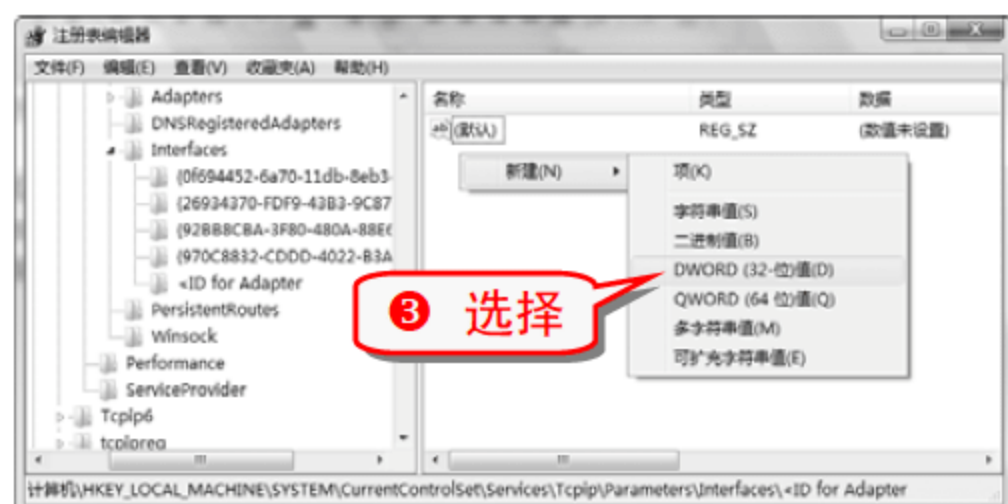 注册表编辑器
文件(F) 编辑(E) 查看(V) 收藏夹(A) 帮助(H)
Adapters
DNSRegisteredAdapters
Interfaces
{0f694452-6a70-11db-8eb3-
{26934370-FDF9-43B3-9C87
{92BB8CBA-3F80-480A-88E6
{970C8832-CDDD-4022-B3A
<ID for Adapter
PersistentRoutes
Winsock
Performance
ServiceProvider
Tcpip6
tcpipreg
名称 类型 数据
ab (默认) REG_SZ (数值未设置)
新建(N)
项(K)
字符串值(S)
二进制值(B)
DWORD (32-位)值(D)
QWORD (64 位)值(Q)
多字符串值(M)
可扩充字符串值(E)
❸ 选择
计算机\HKEY_LOCAL_MACHINE\SYSTEM\CurrentControlSet\Services\Tcpip\Parameters\Interfaces\<ID for Adapter